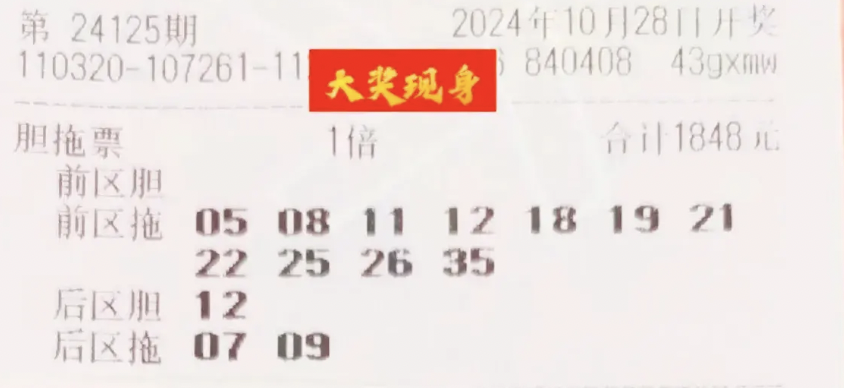 第 24125期 2024年10月28日开奖
110320-107261-11 6 840408 43gxmw
大奖现身
胆拖票 1倍 合计1848元
前区胆
前区拖 05 08 11 12 18 19 21
22 25 26 35
后区胆 12
后区拖 07 09